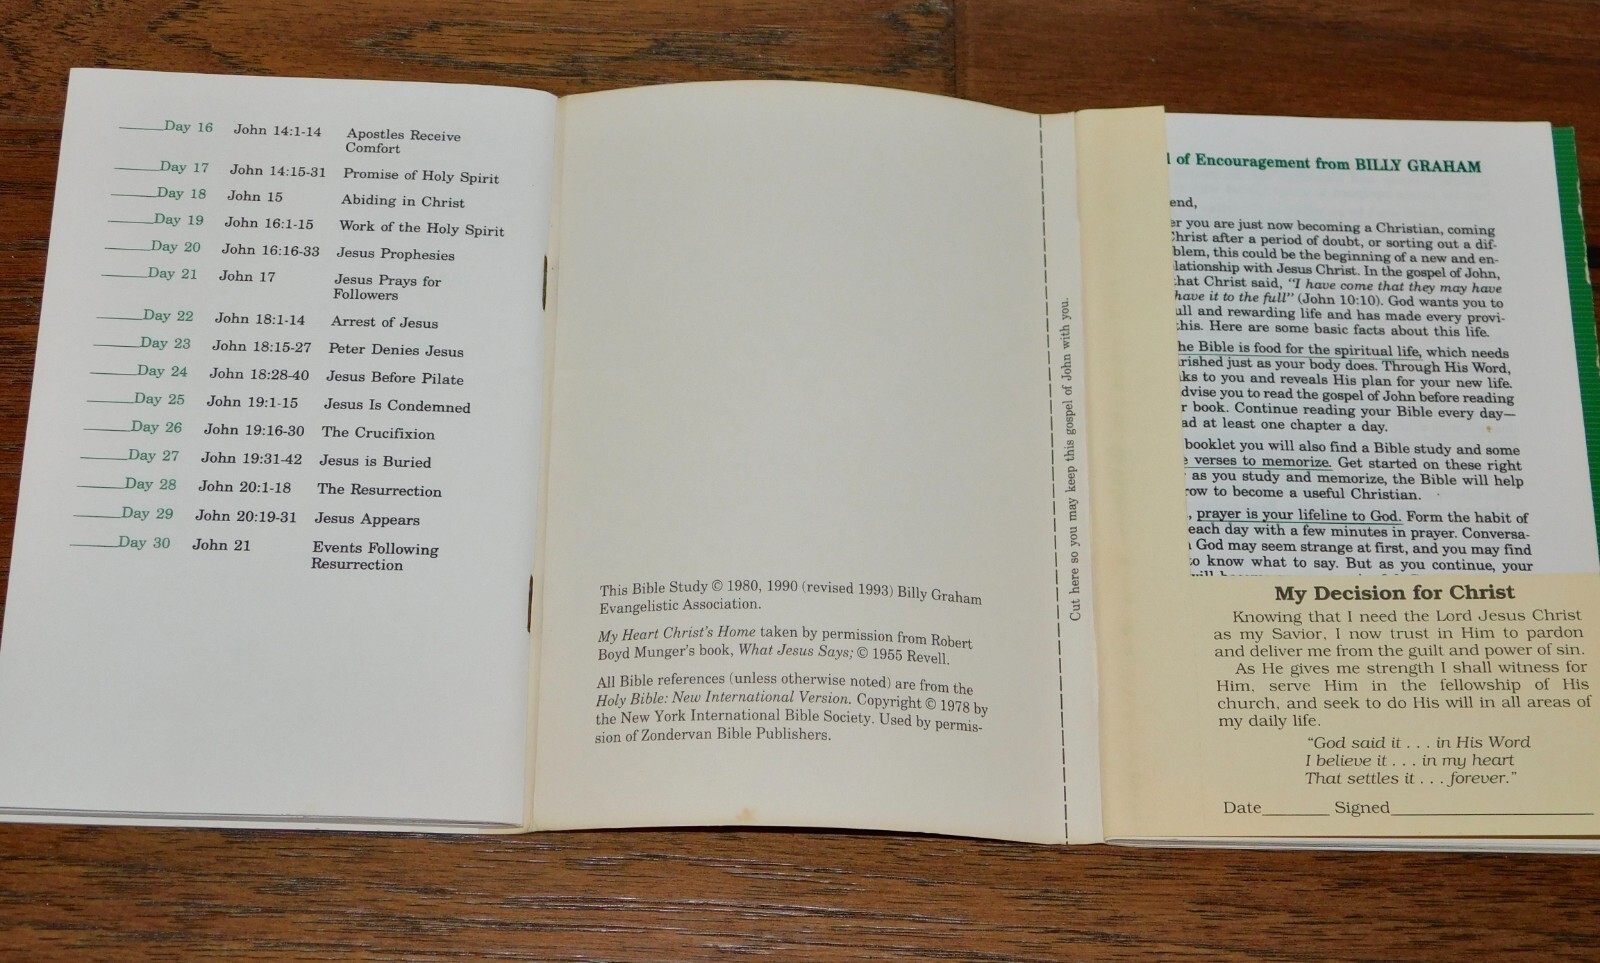 _____Day 16 John 14:1-14 Apostles Receive
Comfort
_____Day 17 John 14:15-31 Promise of Holy Spirit
_____Day 18 John 15 Abiding in Christ
_____Day 19 John 16:1-15 Work of the Holy Spirit
_____Day 20 John 16:16-33 Jesus Prophesies
_____Day 21 John 17 Jesus Prays for
Followers
_____Day 22 John 18:1-14 Arrest of Jesus
_____Day 23 John 18:15-27 Peter Denies Jesus
_____Day 24 John 18:28-40 Jesus Before Pilate
_____Day 25 John 19:1-15 Jesus Is Condemned
_____Day 26 John 19:16-30 The Crucifixion
_____Day 27 John 19:31-42 Jesus is Buried
_____Day 28 John 20:1-18 The Resurrection
_____Day 29 John 20:19-31 Jesus Appears
_____Day 30 John 21 Events Following
Resurrection
This Bible Study © 1980, 1990 (revised 1993) Billy Graham
Evangelistic Association.
My Heart Christ's Home taken by permission from Robert
Boyd Munger's book, What Jesus Says; © 1955 Revell.
All Bible references (unless otherwise noted) are from the
Holy Bible: New International Version. Copyright © 1978 by
the New York International Bible Society. Used by permis-
sion of Zondervan Bible Publishers.
Cut here so you may keep this gospel of John with you.
of Encouragement from BILLY GRAHAM
end,
er you are just now becoming a Christian, coming
Christ after a period of doubt, or sorting out a dif-
blem, this could be the beginning of a new and en-
lationship with Jesus Christ. In the gospel of John,
hat Christ said, "I have come that they may have
have it to the full" (John 10:10). God wants you to
ull and rewarding life and has made every provi-
this. Here are some basic facts about this life.
he Bible is food for the spiritual life, which needs
rished just as your body does. Through His Word,
ks to you and reveals His plan for your new life.
dvise you to read the gospel of John before reading
r book. Continue reading your Bible every day—
ad at least one chapter a day.
booklet you will also find a Bible study and some
e verses to memorize. Get started on these right
as you study and memorize, the Bible will help
row to become a useful Christian.
, prayer is your lifeline to God. Form the habit of
each day with a few minutes in prayer. Conversa-
God may seem strange at first, and you may find
to know what to say. But as you continue, your
My Decision for Christ
Knowing that I need the Lord Jesus Christ
as my Savior, I now trust in Him to pardon
and deliver me from the guilt and power of sin.
As He gives me strength I shall witness for
Him, serve Him in the fellowship of His
church, and seek to do His will in all areas of
my daily life.
"God said it . . . in His Word
I believe it . . . in my heart
That settles it . . . forever."
Date_______ Signed______________________